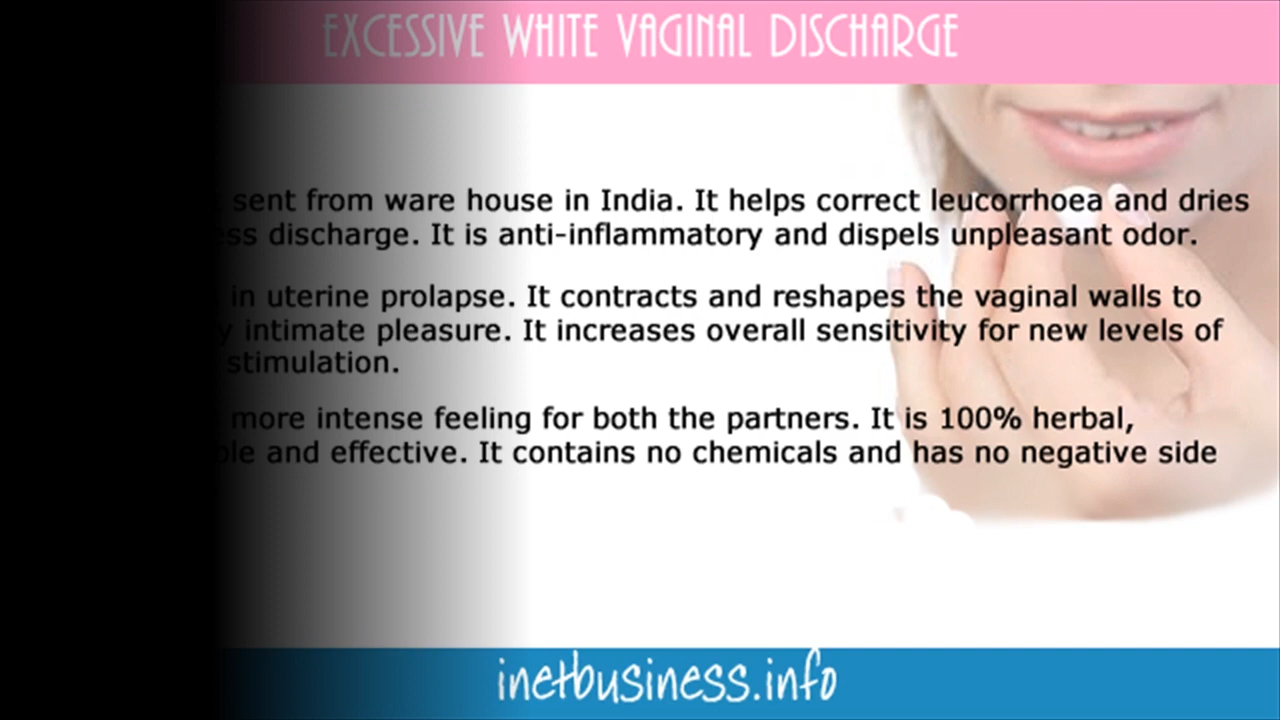 EXCESSIVE WHITE VAGINAL DISCHARGE
sent from ware house in India. It helps correct leucorrhoea and dries
discharge. It is anti-inflammatory and dispels unpleasant odor.
in uterine prolapse. It contracts and reshapes the vaginal walls to
intimate pleasure. It increases overall sensitivity for new levels of
stimulation.
more intense feeling for both the partners. It is 100% herbal,
and effective. It contains no chemicals and has no negative side
inetbusiness.info